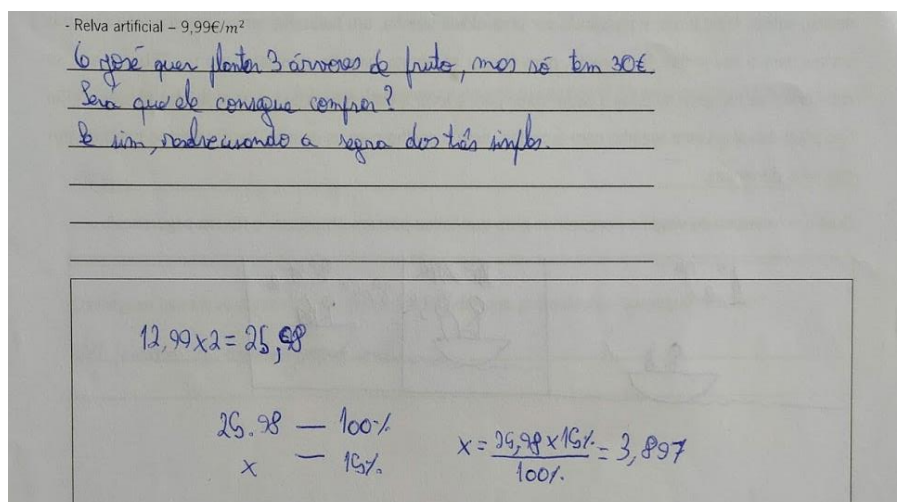 - Relva artificial – 9,99€/m²
O José quer plantar 3 árvores de fruto, mas só tem 30€.
Será que ele consegue comprar?
Se sim, a regra dos três simples.
12,99x2 = 25,98
25.98 — 100%
x — 15%
x = 25,98 x 15% / 100% = 3,897